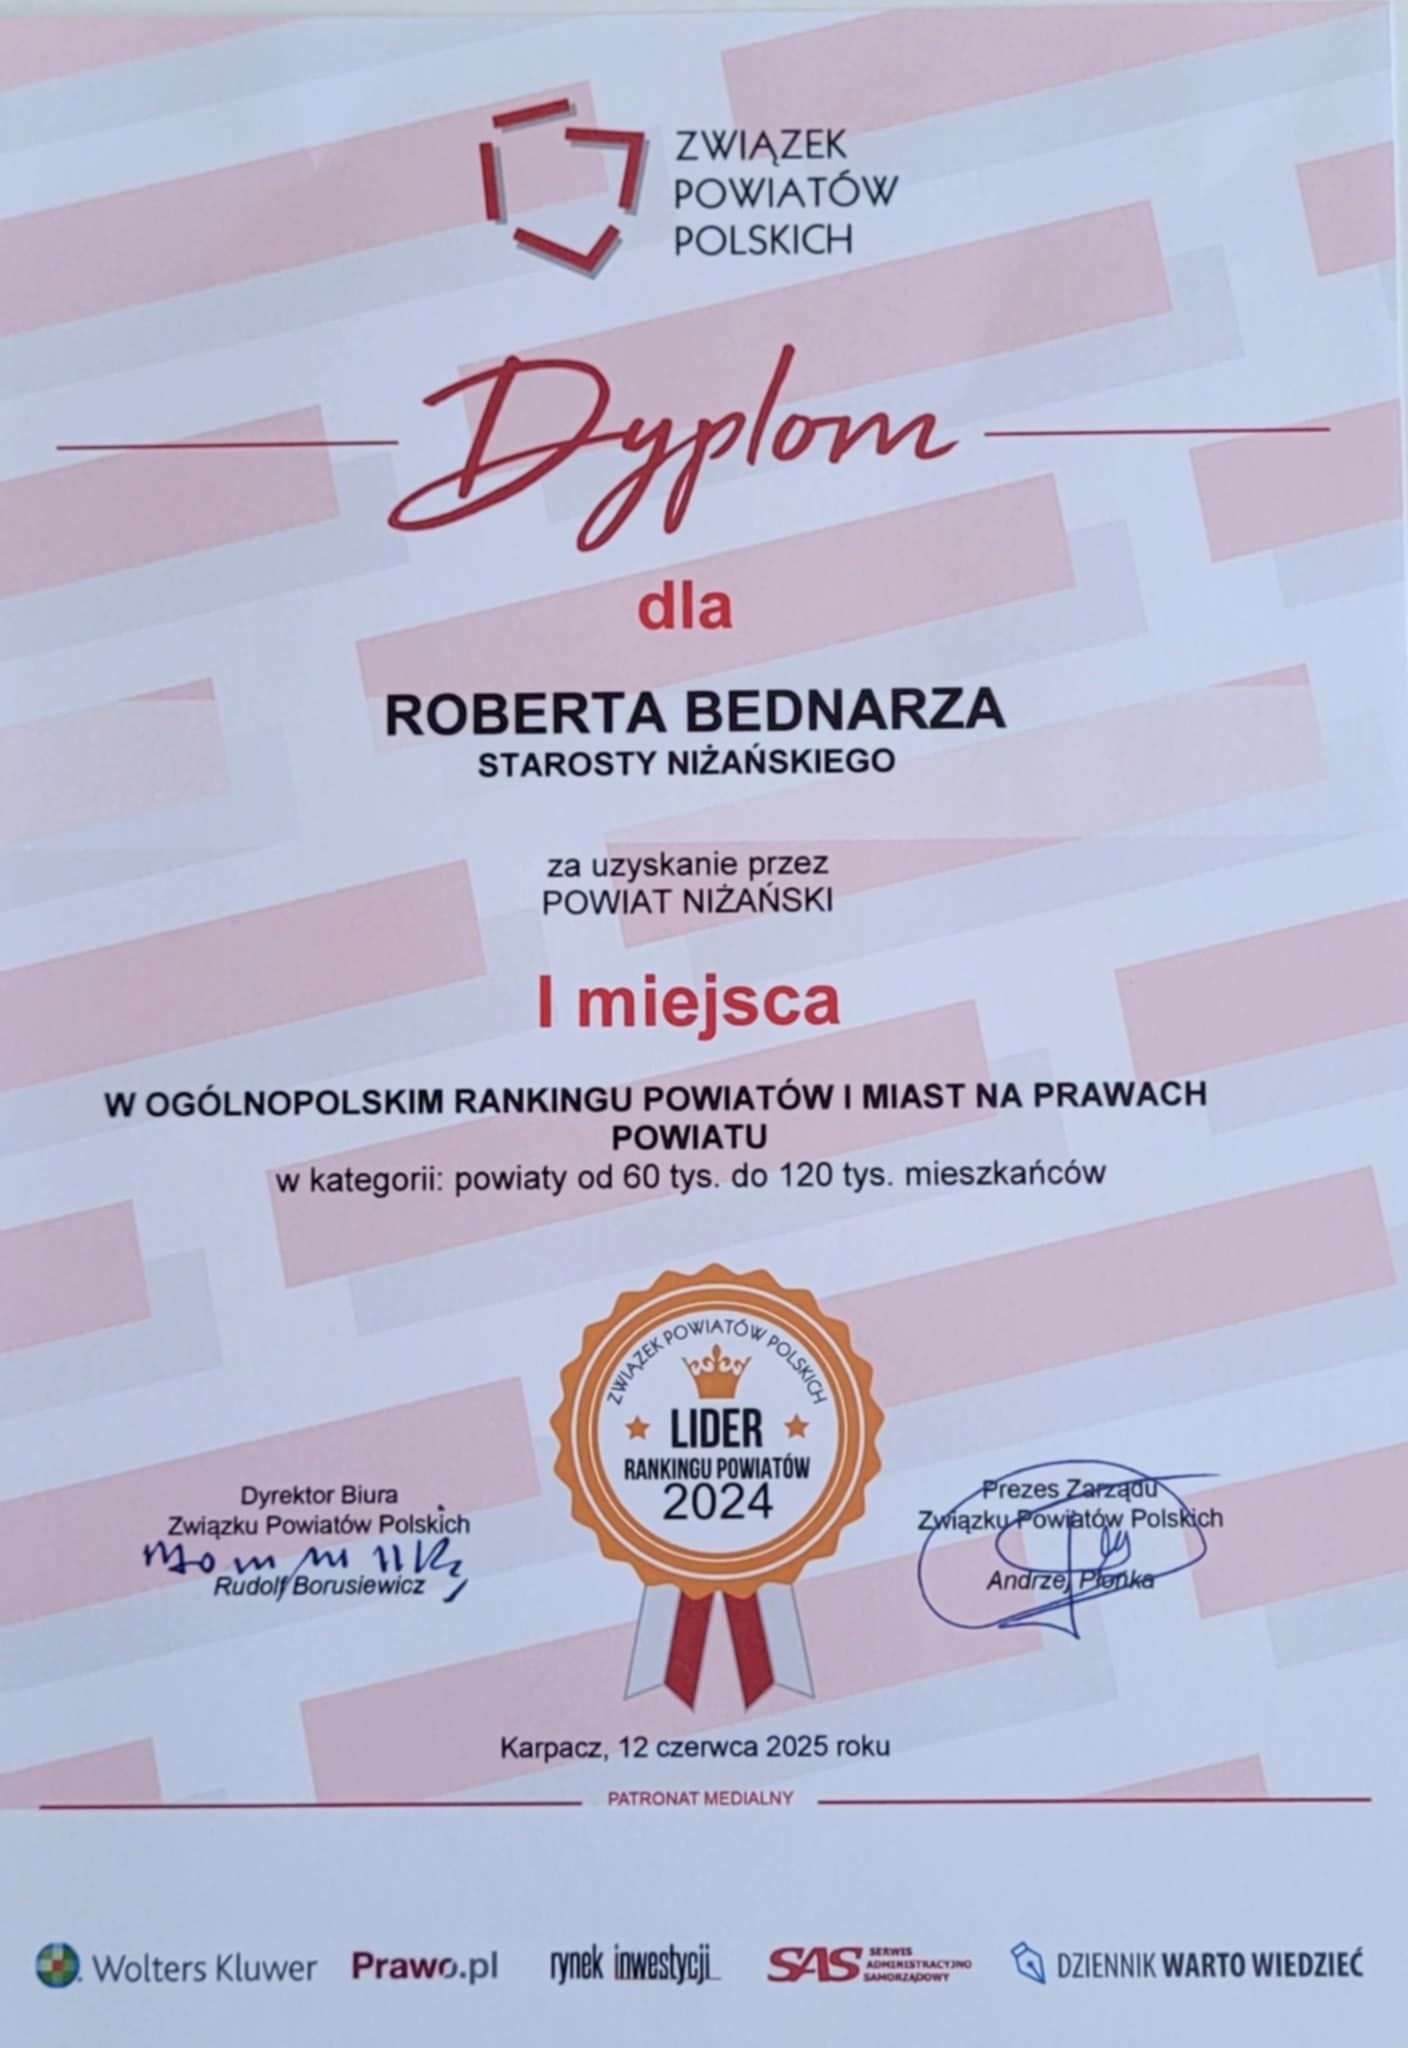 ZWIĄZEK
POWIATÓW
POLSKICH
Dyplom
dla
ROBERTA BEDNARZA
STAROSTY NIŻAŃSKIEGO
za uzyskanie przez
POWIAT NIŻAŃSKI
I miejsca
W OGÓLNOPOLSKIM RANKINGU POWIATÓW I MIAST NA PRAWACH
POWIATU
w kategorii: powiaty od 60 tys. do 120 tys. mieszkańców
ZWIĄZEK POWIATÓW POLSKICH
LIDER
RANKINGU POWIATÓW
2024
Dyrektor Biura
Związku Powiatów Polskich
Rudolf Borusiewicz
Prezes Zarządu
Związku Powiatów Polskich
Andrzej Płonka
Karpacz, 12 czerwca 2025 roku
PATRONAT MEDIALNY
Wolters Kluwer
Prawo.pl
rynek inwestycji
SAS
SERWIS
ADMINISTRACYJNO
SAMORZĄDOWY
DZIENNIK WARTO WIEDZIEĆ